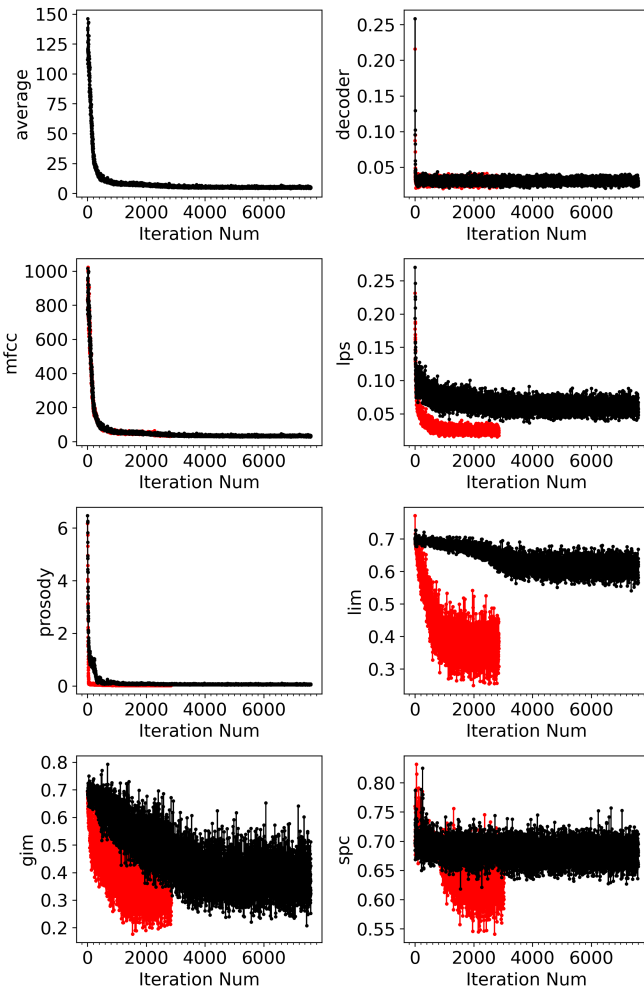 150
125
100
75
50
25
0
average
0 2000 4000 6000
Iteration Num
0.25
0.20
0.15
0.10
0.05
decoder
0 2000 4000 6000
Iteration Num
1000
800
600
400
200
0
mfcc
0 2000 4000 6000
Iteration Num
0.25
0.20
0.15
0.10
0.05
lps
0 2000 4000 6000
Iteration Num
6
4
2
0
prosody
0 2000 4000 6000
Iteration Num
0.7
0.6
0.5
0.4
0.3
lim
0 2000 4000 6000
Iteration Num
0.8
0.7
0.6
0.5
0.4
0.3
0.2
gim
0 2000 4000 6000
Iteration Num
0.80
0.75
0.70
0.65
0.60
0.55
spc
0 2000 4000 6000
Iteration Num